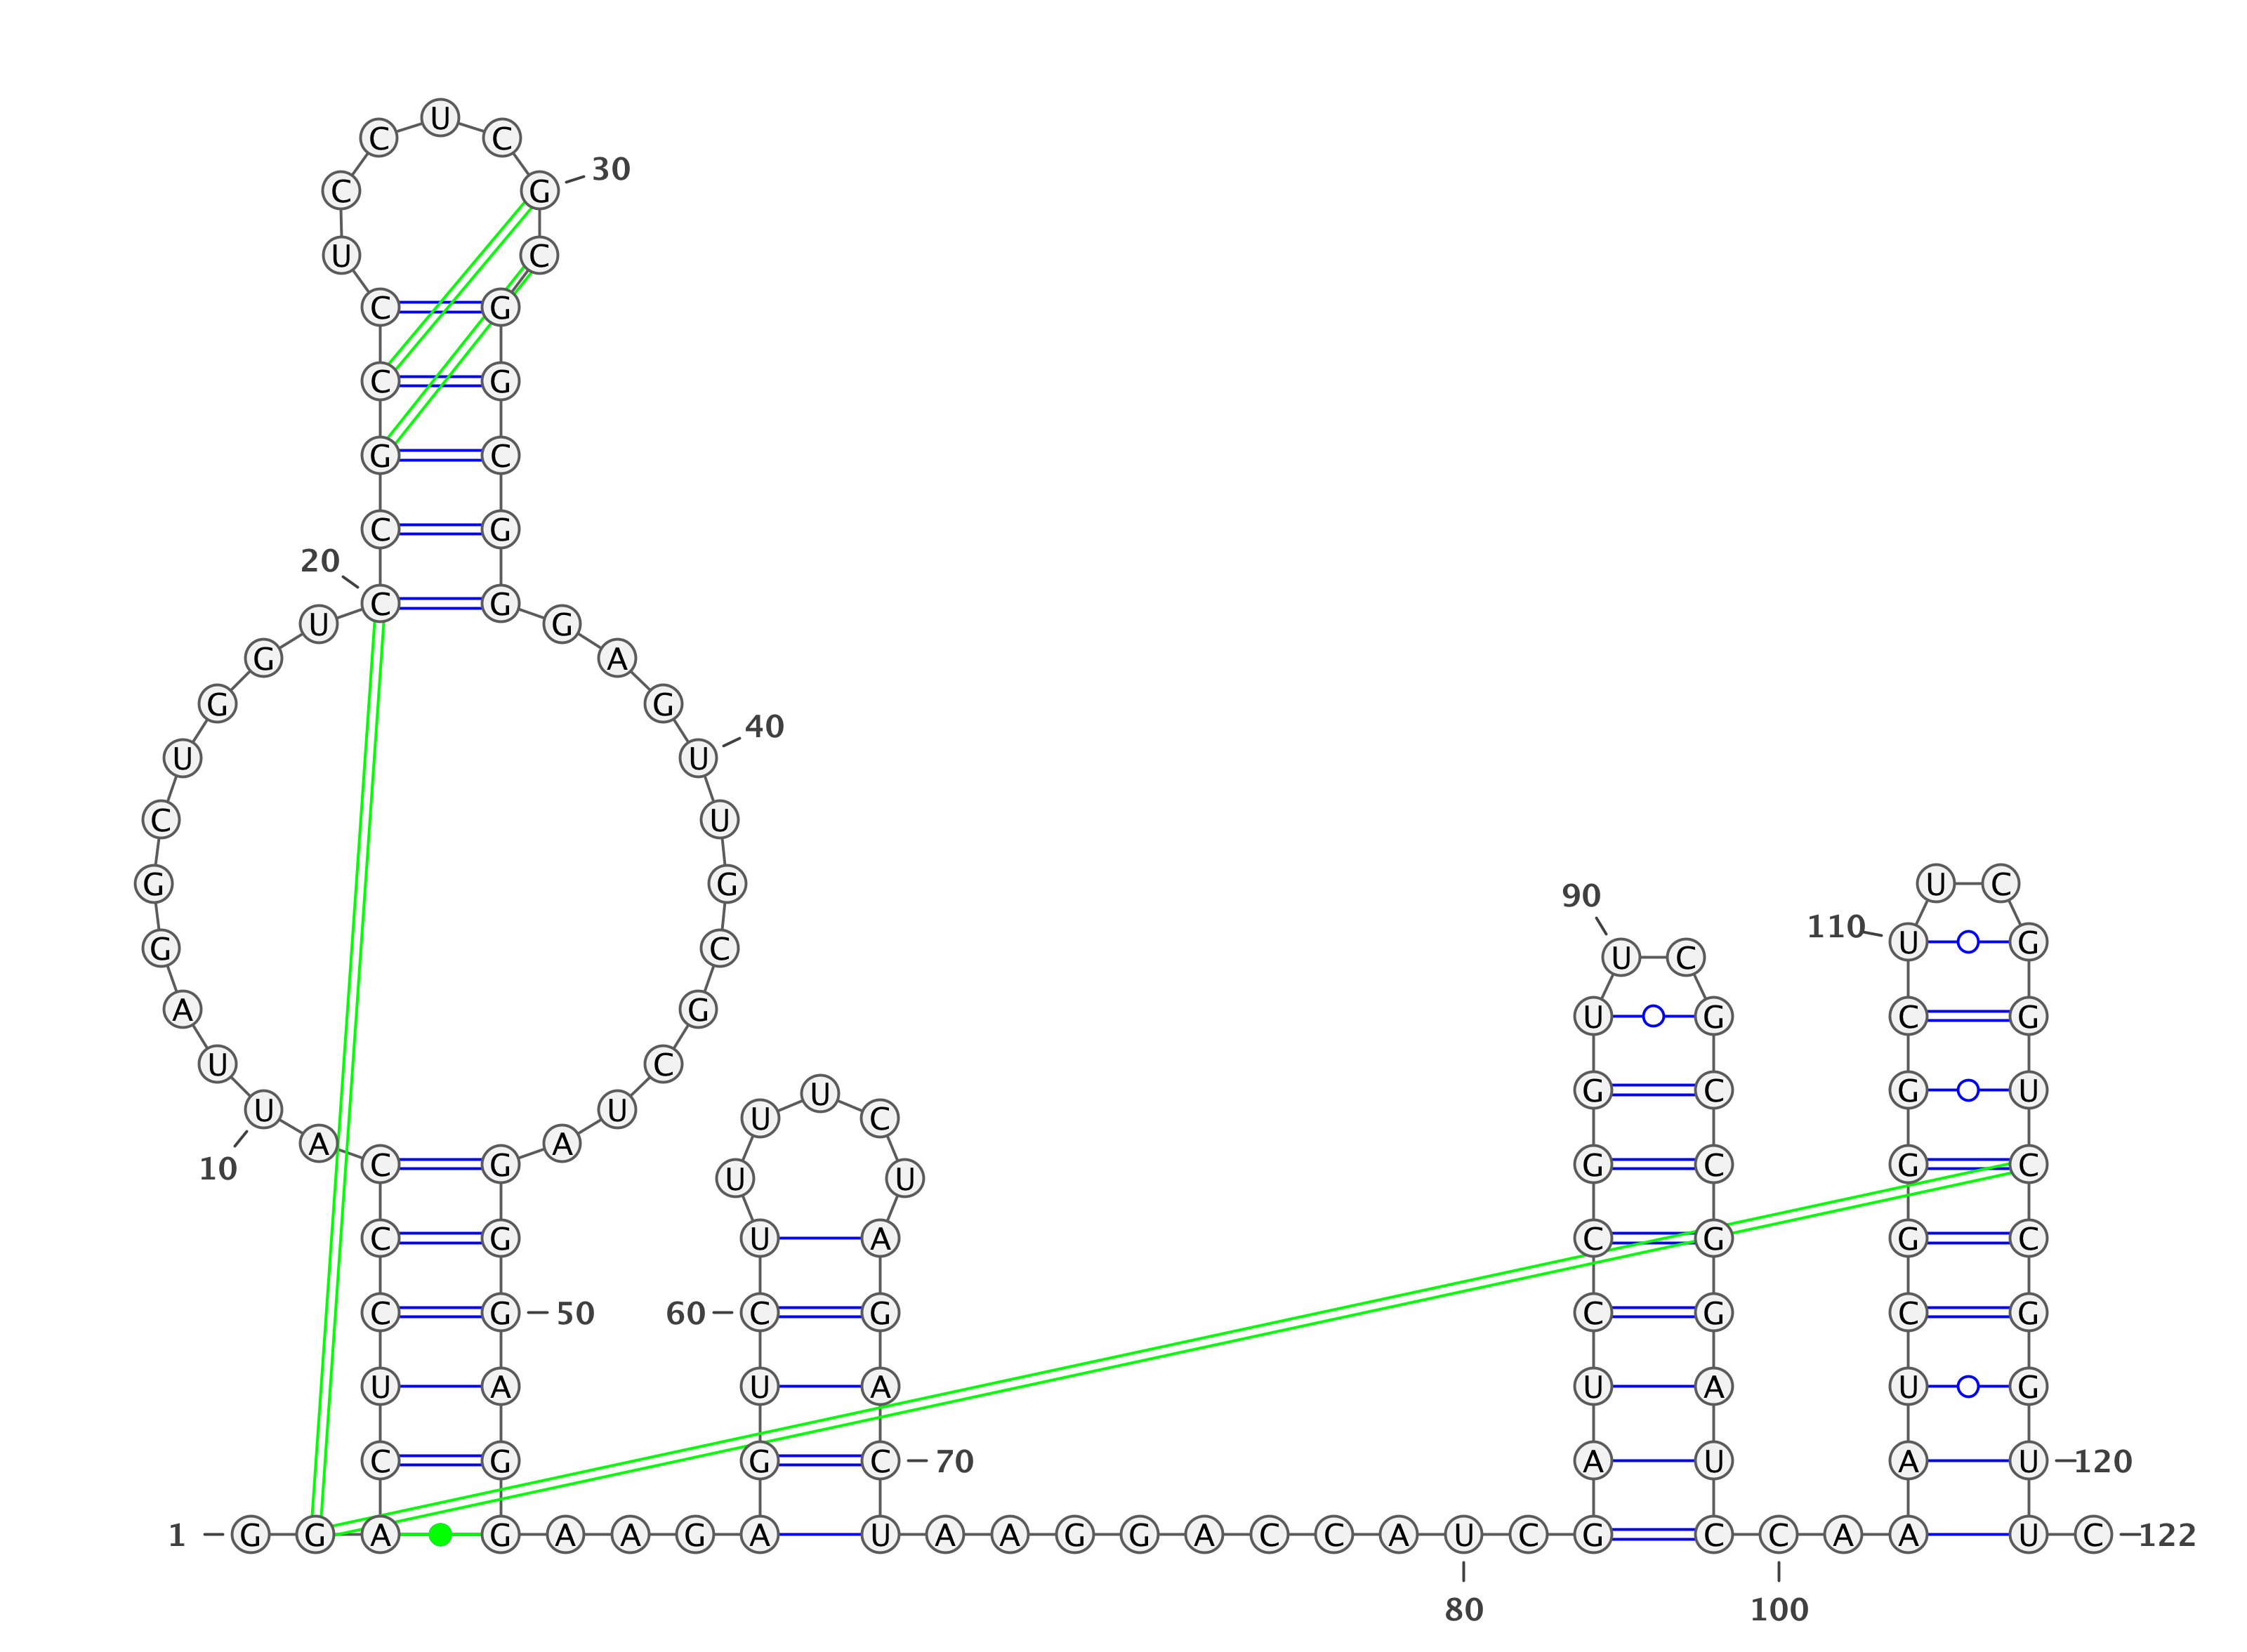 U
C C
30
C G
U C
C G
C G
G C
C G
20
C G
U G
G A
G G
40
U U
C U
G G U C
90
110 U G
G C
U C
A G U G C G
U C
G C G U
U
U U
U C
A A
C G G C G C
10
U U
C G U A C G G C
C G 50 60 C G C G C G
U A U A U A U G
C G G C 70 A U A U 120
1 G G A G A A G A U A A G G A C C A U C G C C A A U C 122
80 100